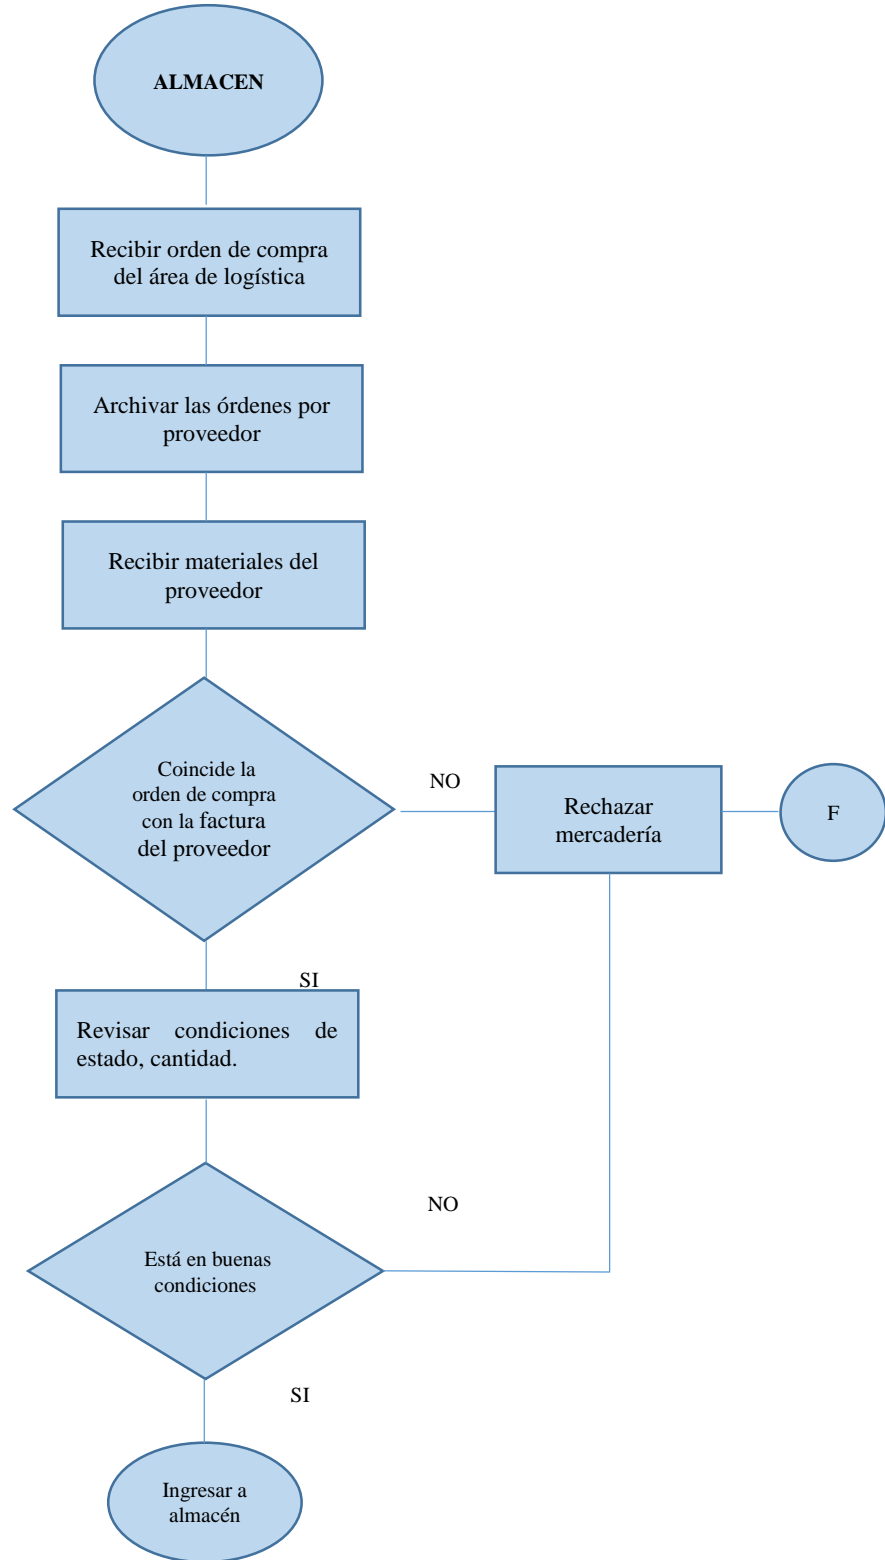 ALMACEN
Recibir orden de compra
del área de logística
Archivar las órdenes por
proveedor
Recibir materiales del
proveedor
Coincide la
orden de compra
con la factura
del proveedor
NO
Rechazar
mercadería
F
SI
Revisar condiciones de
estado, cantidad.
NO
Está en buenas
condiciones
SI
Ingresar a
almacén